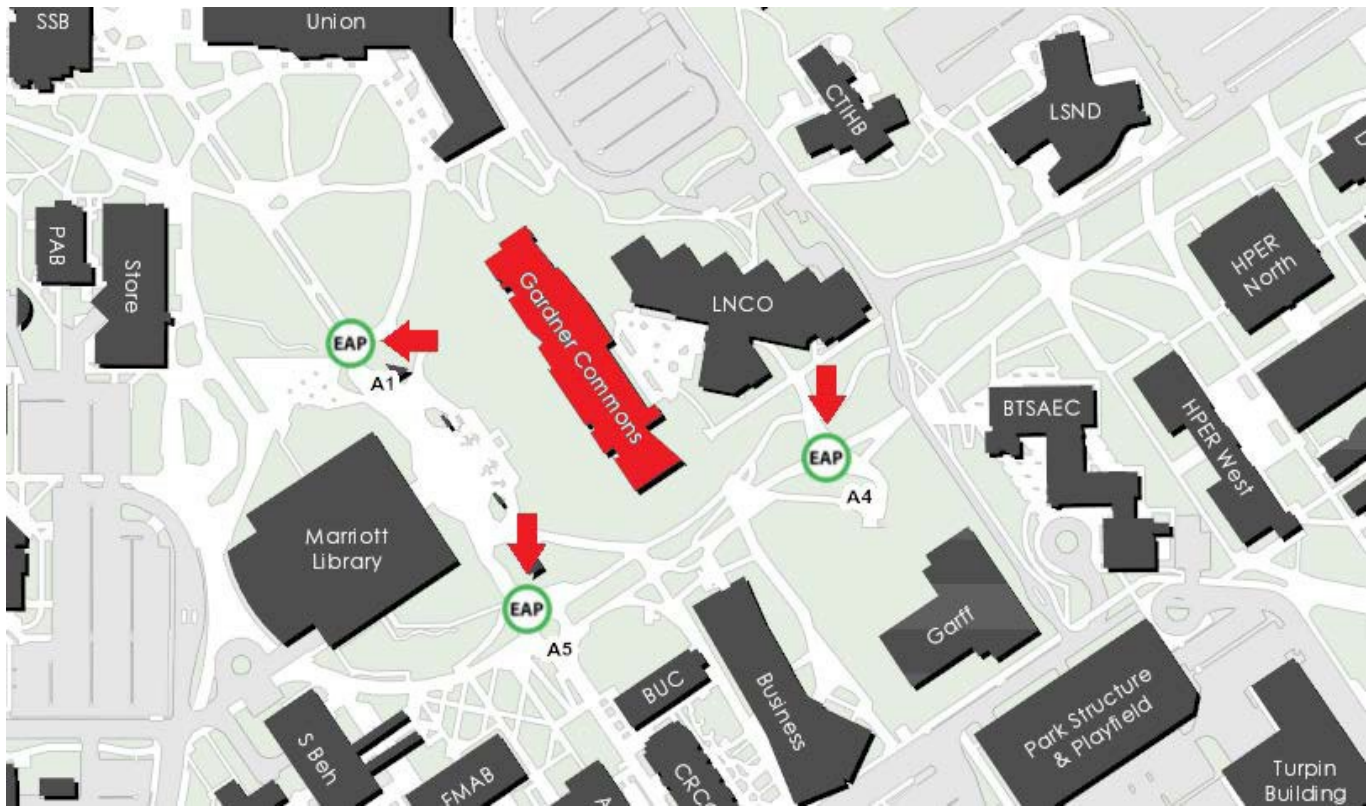 SSB
Union
CTIHB
LSND
PAB
Store
HPER
North
Gardner Commons
LNCO
EAP
A1
BTSAEC
HPER West
EAP
A4
Marriott
Library
EAP
A5
Garff
BUC
Business
Park Structure
& Playfield
S Beh
FMAB
Turpin
Building